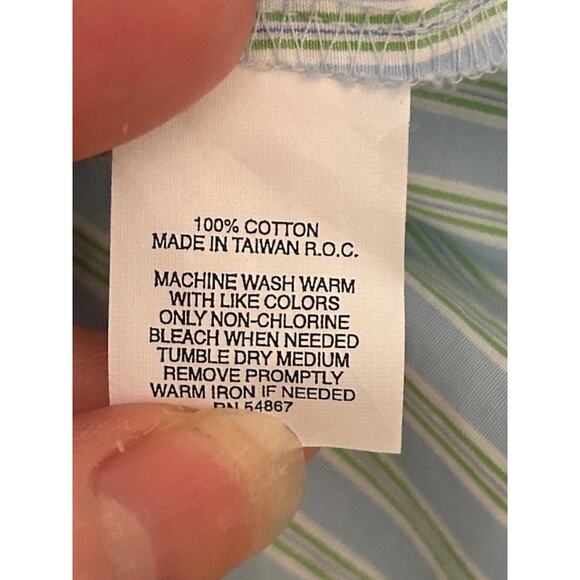 100% COTTON
MADE IN TAIWAN R.O.C.
MACHINE WASH WARM
WITH LIKE COLORS
ONLY NON-CHLORINE
BLEACH WHEN NEEDED
TUMBLE DRY MEDIUM
REMOVE PROMPTLY
WARM IRON IF NEEDED
RN 54867